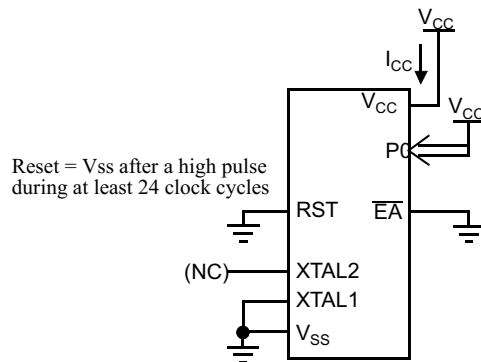 VCC
ICC
VCC
VCC
P0
Reset = Vss after a high pulse
during at least 24 clock cycles
RST
EA
(NC)
XTAL2
XTAL1
VSS